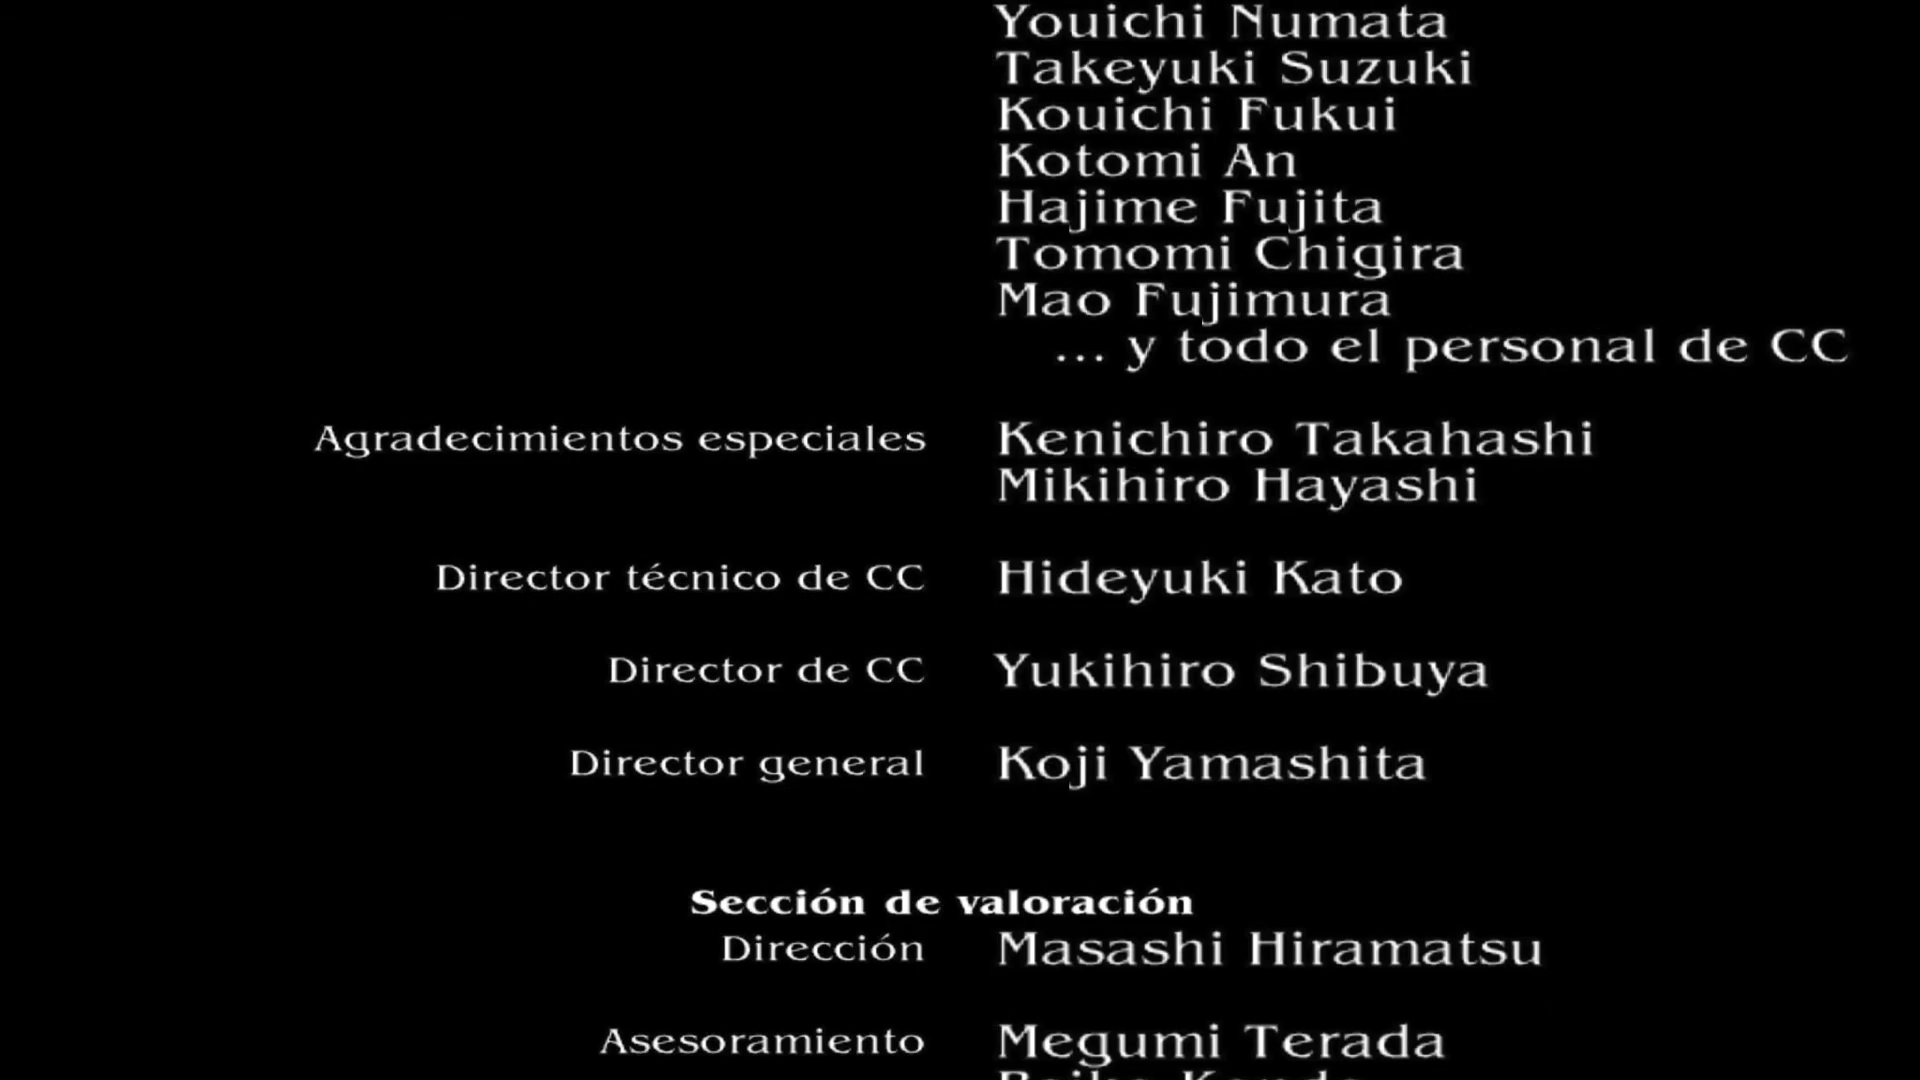 Youichi Numata
Takeyuki Suzuki
Kouichi Fukui
Kotomi An
Hajime Fujita
Tomomi Chigira
Mao Fujimura
... y todo el personal de CC
Agradecimientos especiales Kenichiro Takahashi
Mikihiro Hayashi
Director técnico de CC Hideyuki Kato
Director de CC Yukihiro Shibuya
Director general Koji Yamashita
Sección de valoración
Dirección Masashi Hiramatsu
Asesoramiento Megumi Terada